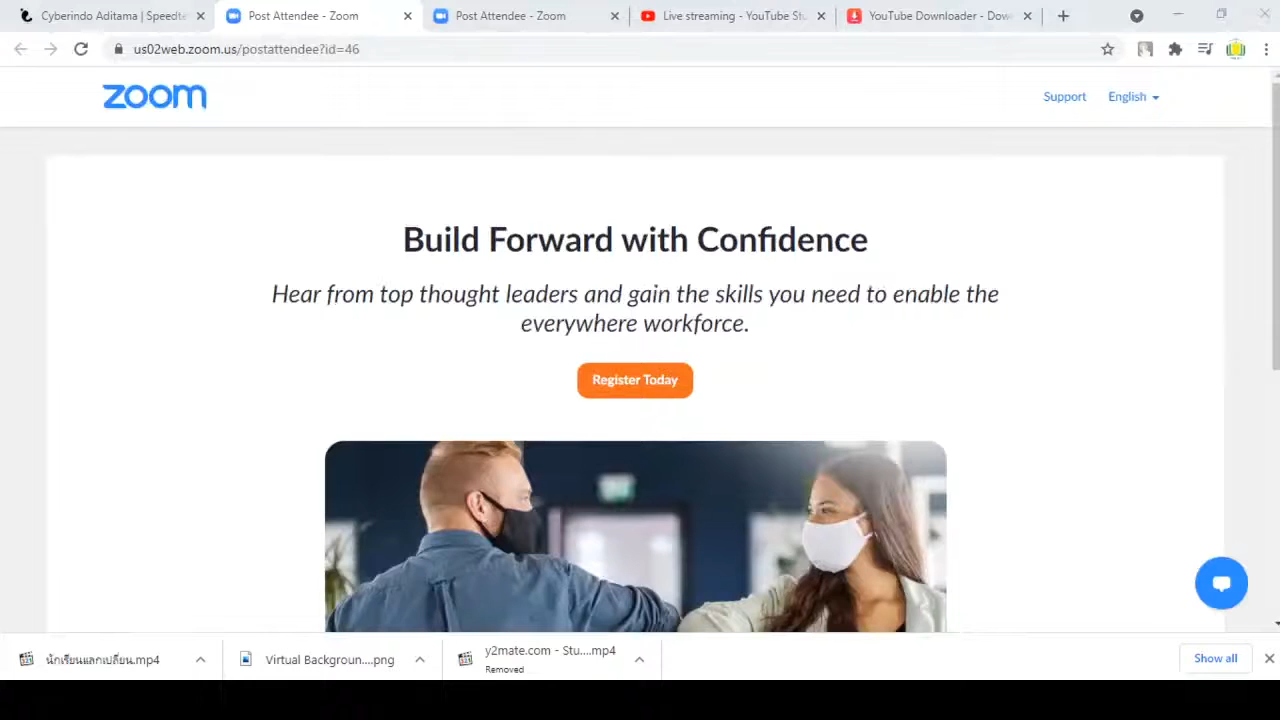 Cyberindo Aditama | Speedte
Post Attendee - Zoom
Post Attendee - Zoom
Live streaming - YouTube Stu
YouTube Downloader - Dow
us02web.zoom.us/postattendee?id=46
zoom
Support
English
Build Forward with Confidence
Hear from top thought leaders and gain the skills you need to enable the
everywhere workforce.
Register Today
นักเรียนแลกเปลี่ยน.mp4
Virtual Backgroun....png
y2mate.com - Stu....mp4
Removed
Show all